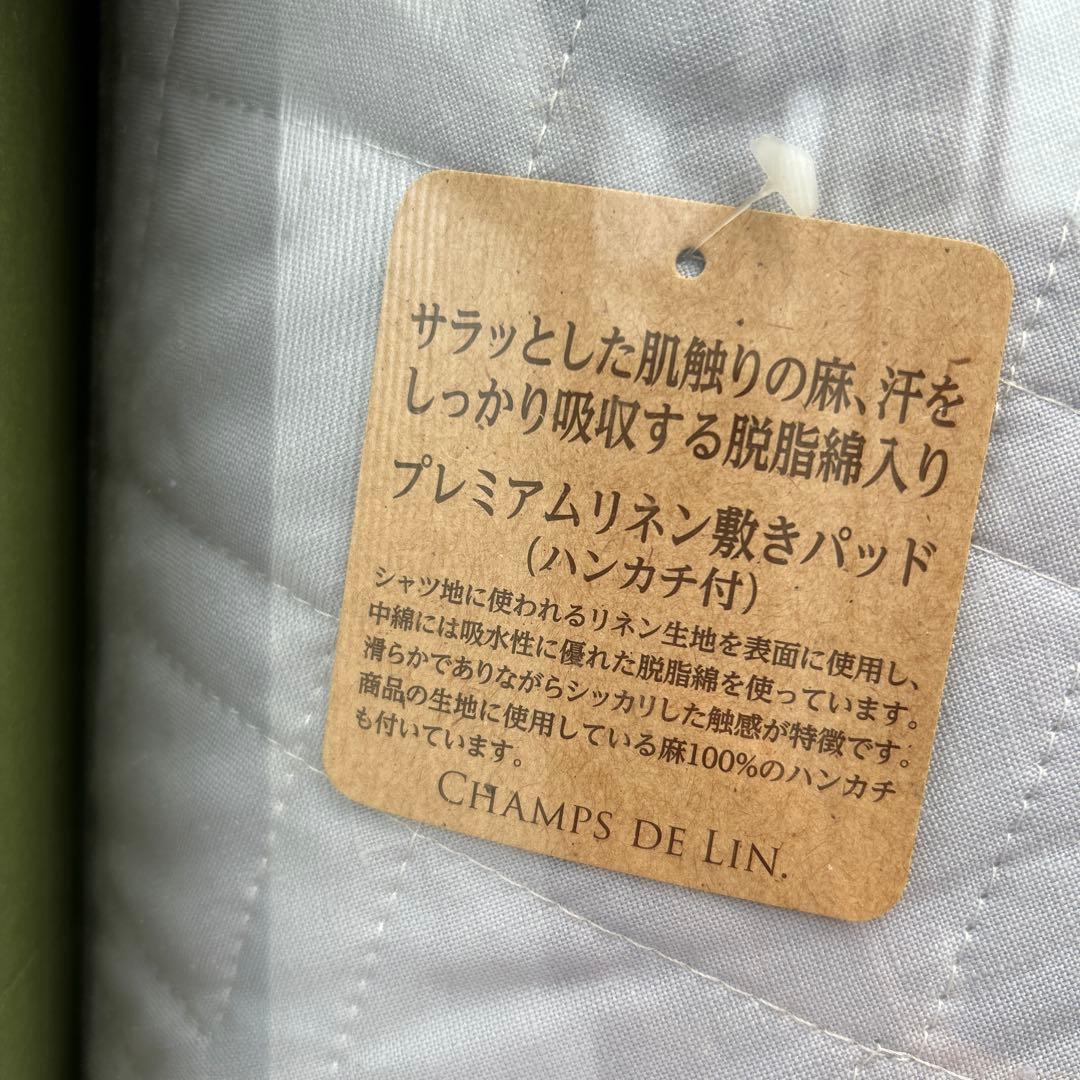 サラッとした肌触りの麻、汗を
しっかり吸収する脱脂綿入り
プレミアムリネン敷きパッド
(ハンカチ付)
シャツ地に使われるリネン生地を表面に使用し、
中綿には吸水性に優れた脱脂綿を使っています。
滑らかでありながらシッカリした触感が特徴です。
商品の生地に使用している麻100%のハンカチ
も付いています。
CHAMPS DE LIN.